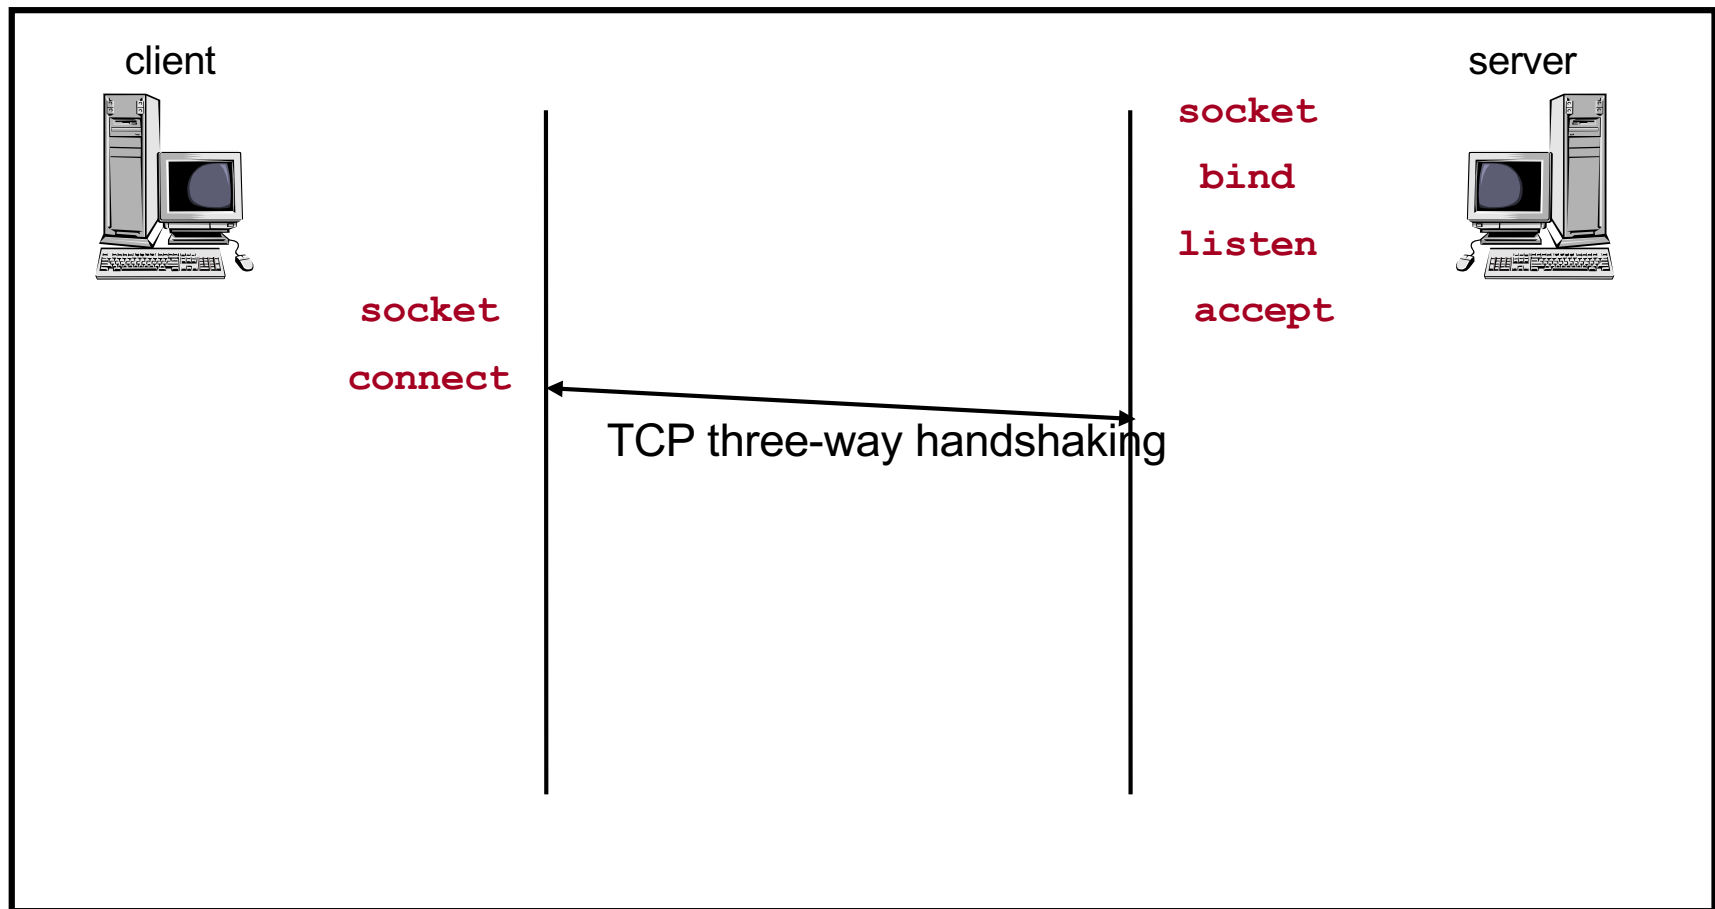 client
server
socket
bind
listen
socket
accept
connect
TCP three-way handshaking